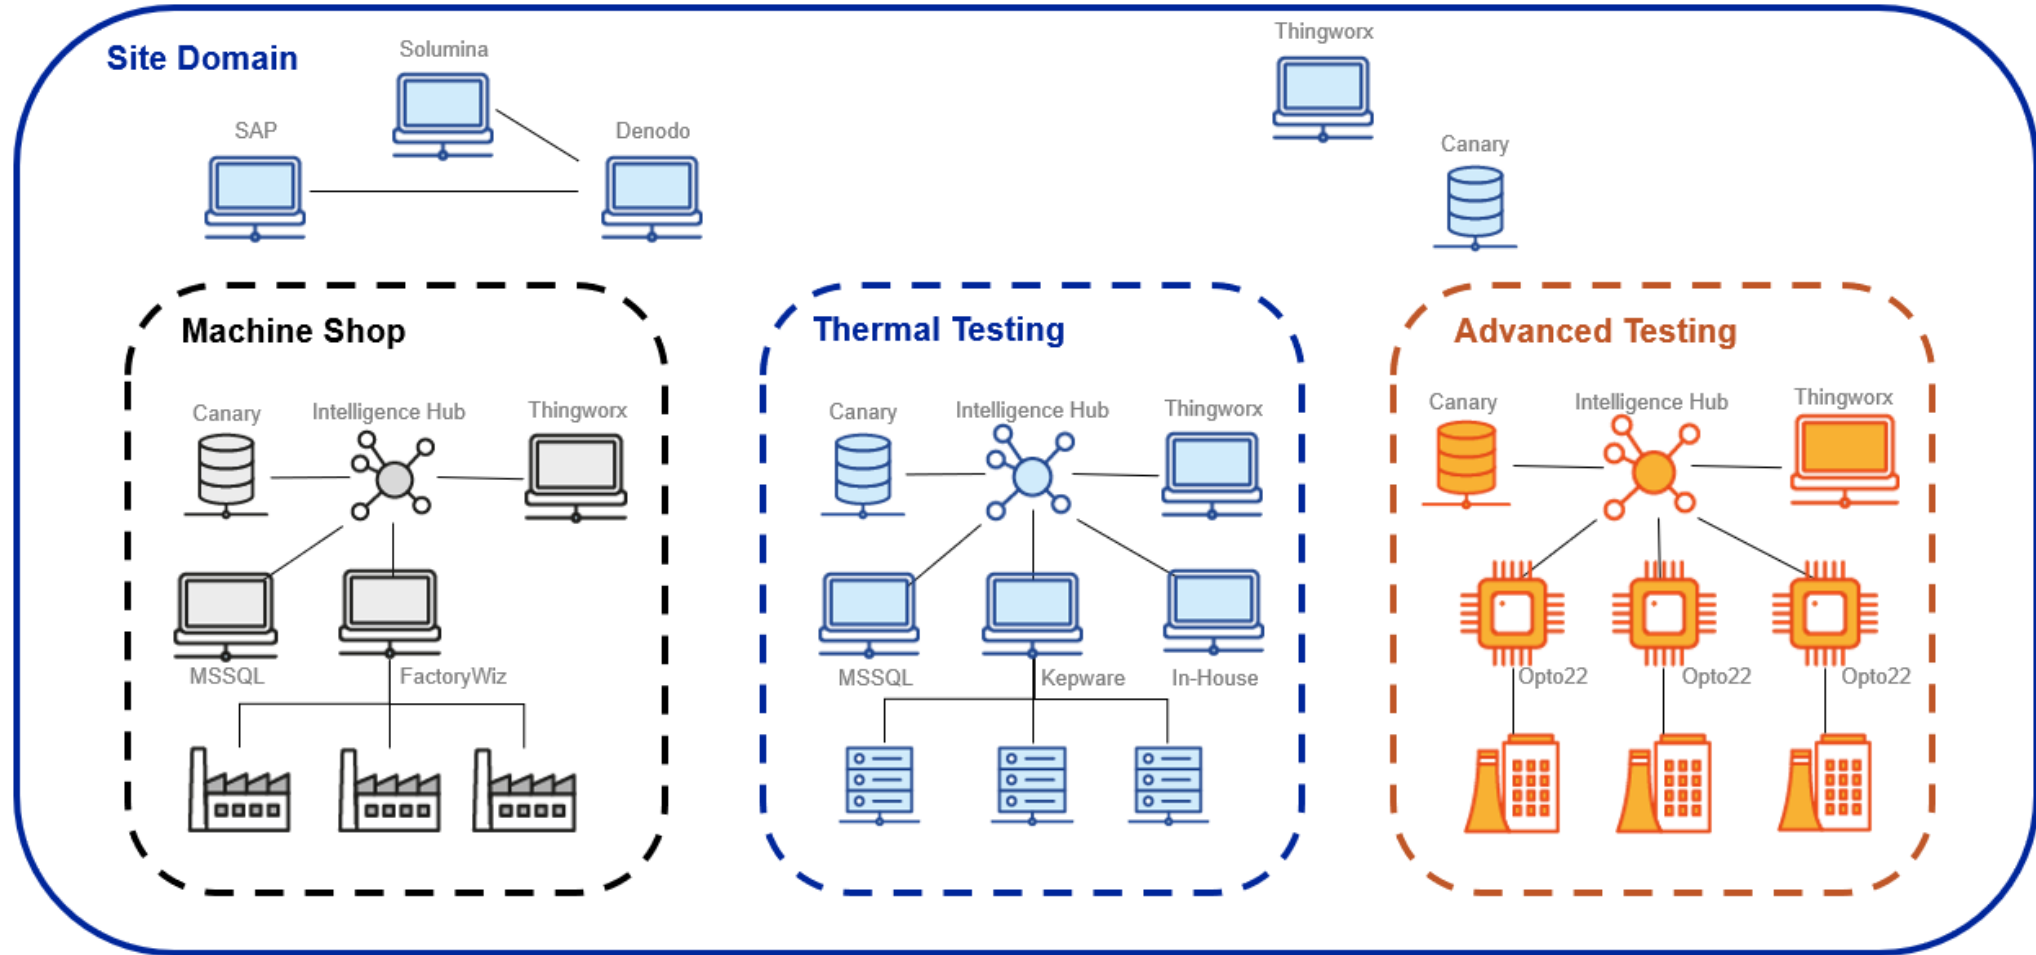 Site Domain
Solumina
SAP
Denodo
Thingworx
Canary
Machine Shop
Canary
Intelligence Hub
Thingworx
MSSQL
FactoryWiz
Thermal Testing
Canary
Intelligence Hub
Thingworx
MSSQL
Kepware
In-House
Advanced Testing
Canary
Intelligence Hub
Thingworx
Opto22
Opto22
Opto22